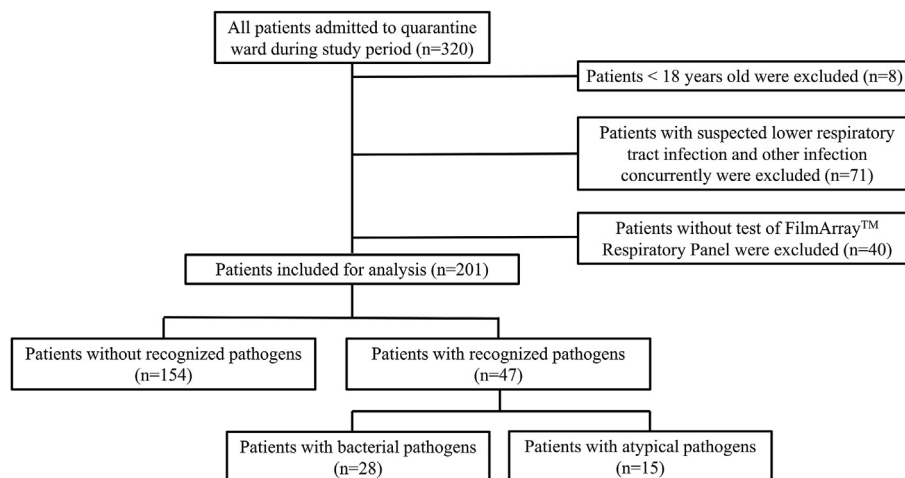 All patients admitted to quarantine
ward during study period (n=320)
Patients < 18 years old were excluded (n=8)
Patients with suspected lower respiratory
tract infection and other infection
concurrently were excluded (n=71)
Patients without test of FilmArray™
Respiratory Panel were excluded (n=40)
Patients included for analysis (n=201)
Patients without recognized pathogens
(n=154)
Patients with recognized pathogens
(n=47)
Patients with bacterial pathogens
(n=28)
Patients with atypical pathogens
(n=15)